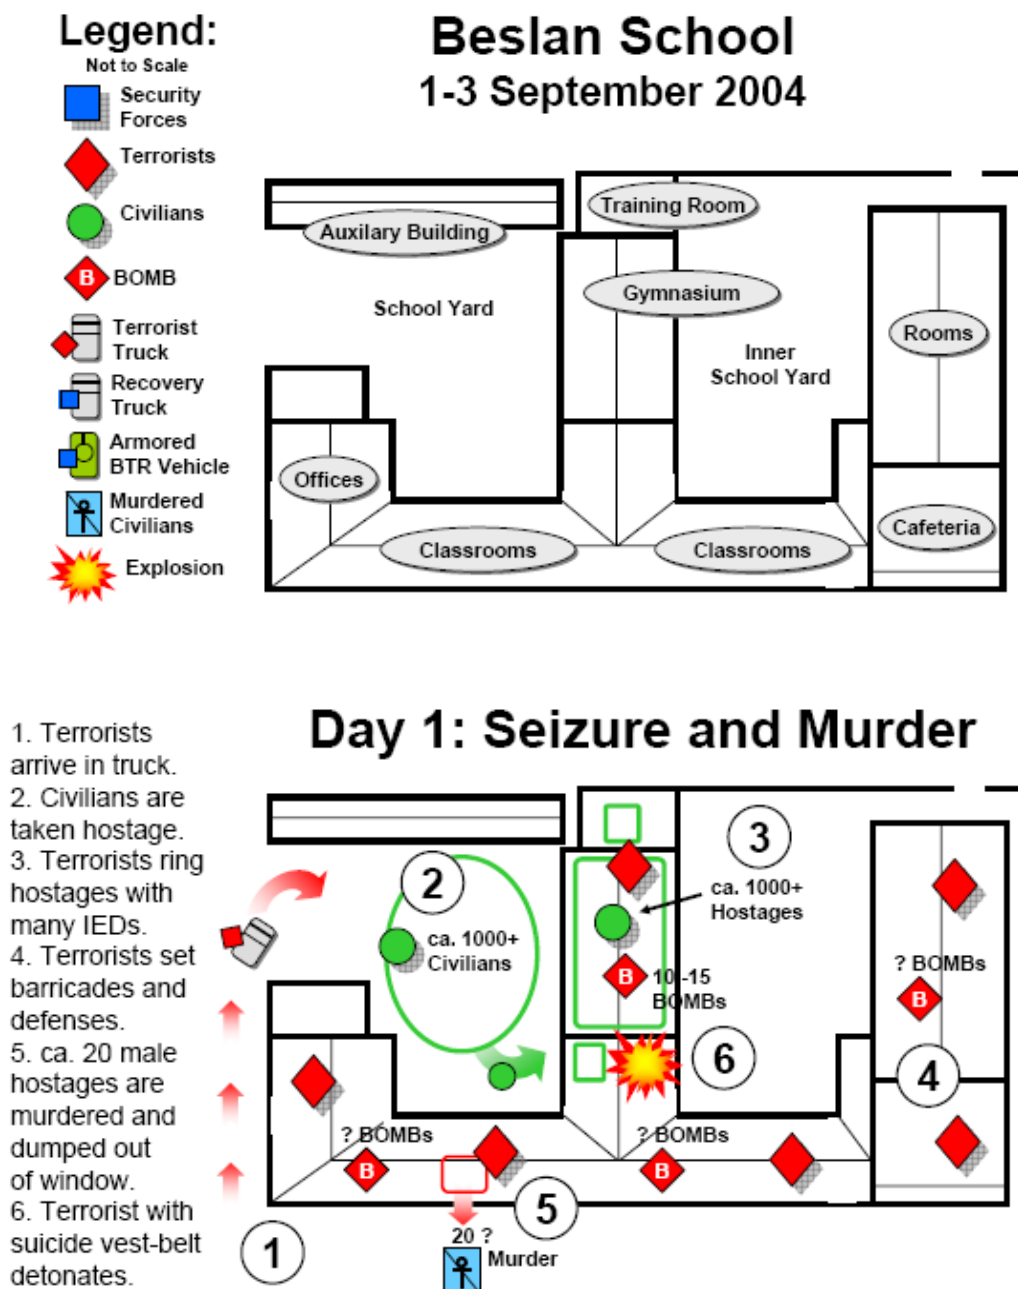 Legend:
Not to Scale
Security
Forces
Terrorists
Civilians
B BOMB
Terrorist
Truck
Recovery
Truck
Armored
BTR Vehicle
Murdered
Civilians
Explosion
Beslan School
1-3 September 2004
Training Room
Auxilary Building
Gymnasium
School Yard
Rooms
Inner
School Yard
Offices
Cafeteria
Classrooms
Classrooms
Day 1: Seizure and Murder
1. Terrorists
arrive in truck.
2. Civilians are
taken hostage.
3. Terrorists ring
hostages with
many IEDs.
4. Terrorists set
barricades and
defenses.
5. ca. 20 male
hostages are
murdered and
dumped out
of window.
6. Terrorist with
suicide vest-belt
detonates.
2
ca. 1000+
Civilians
3
ca. 1000+
Hostages
B
10-15
BOMBs
? BOMBs
B
6
4
? BOMBs
B
? BOMBs
B
5
1
20 ?
Murder